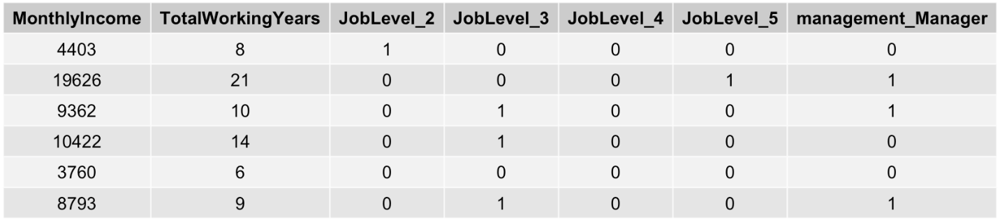 MonthlyIncome TotalWorkingYears JobLevel_2 JobLevel_3 JobLevel_4 JobLevel_5 management_Manager
4403 8 1 0 0 0 0
19626 21 0 0 0 1 1
9362 10 0 1 0 0 1
10422 14 0 1 0 0 0
3760 6 0 0 0 0 0
8793 9 0 1 0 0 1